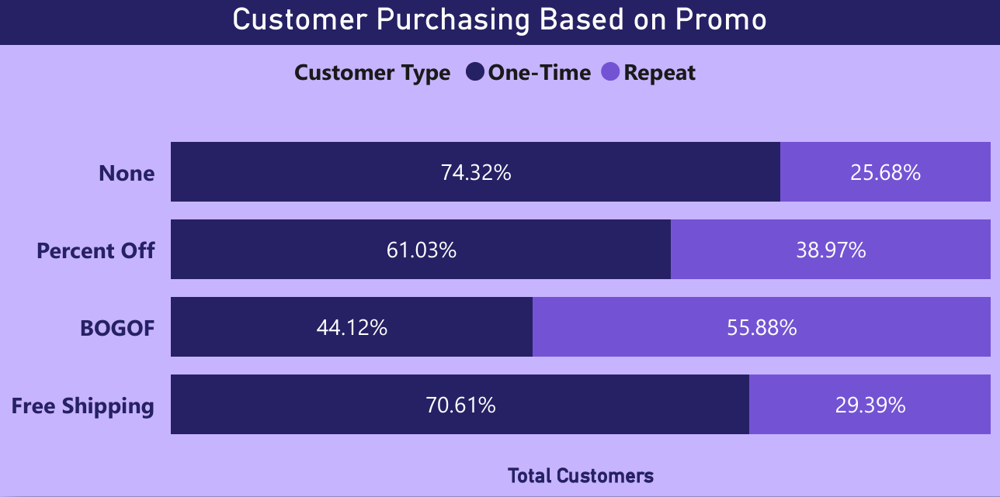 Customer Purchasing Based on Promo
Customer Type One-Time Repeat
None 74.32% 25.68%
Percent Off 61.03% 38.97%
BOGOF 44.12% 55.88%
Free Shipping 70.61% 29.39%
Total Customers